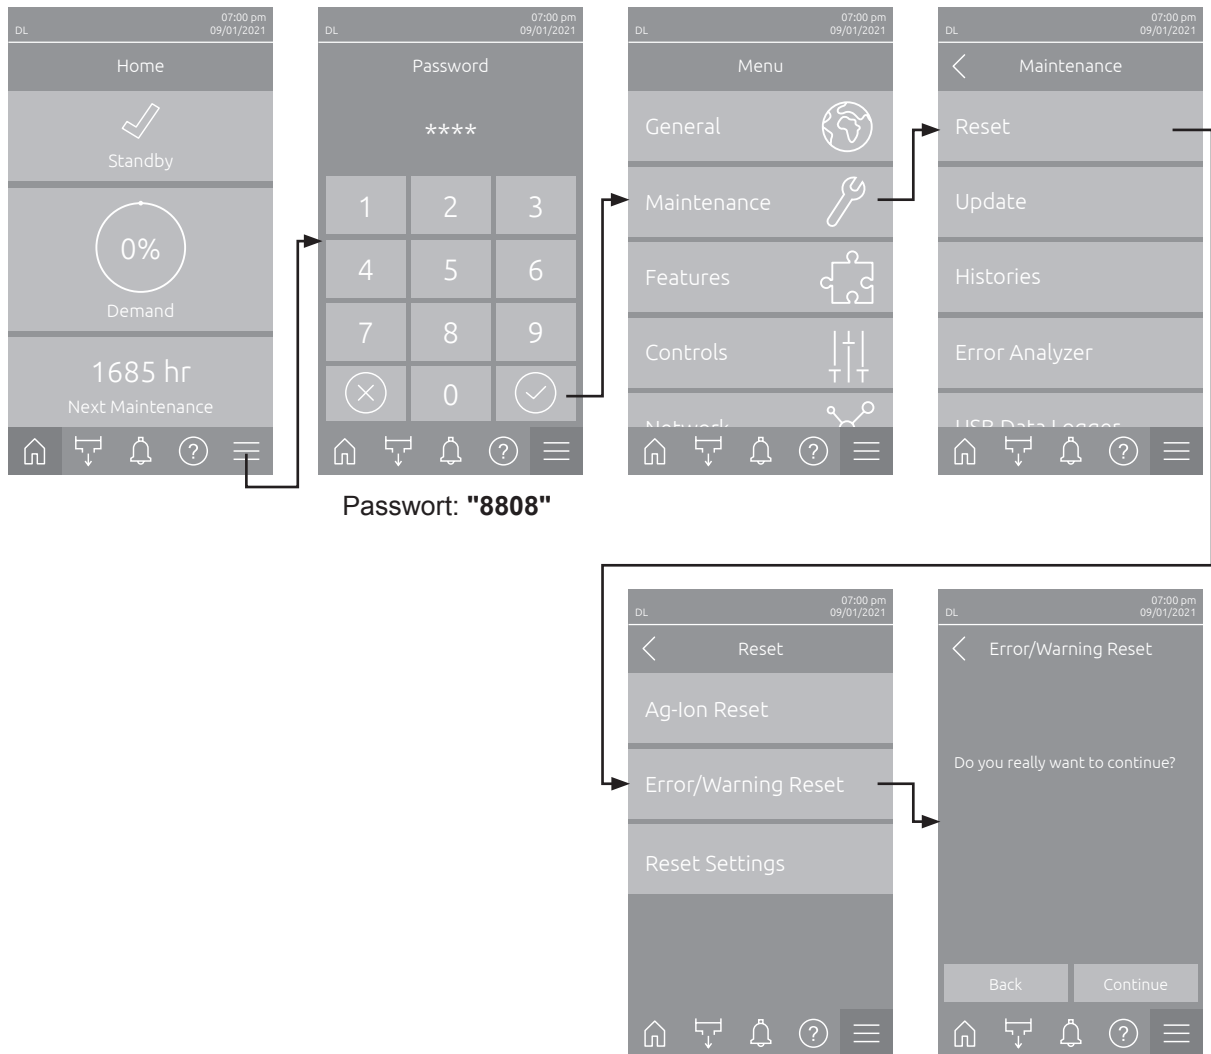 07:00 pm
DL 09/01/2021
Home
Standby
0%
Demand
1685 hr
Next Maintenance
?
07:00 pm
DL 09/01/2021
Password
****
1 2 3
4 5 6
7 8 9
0
?
Passwort: "8808"
07:00 pm
DL 09/01/2021
Menu
General
Maintenance
Features
Controls
Network
?
07:00 pm
DL 09/01/2021
Maintenance
Reset
Update
Histories
Error Analyzer
USB Data Logger
?
07:00 pm
DL 09/01/2021
Reset
Ag-Ion Reset
Error/Warning Reset
Reset Settings
?
07:00 pm
DL 09/01/2021
Error/Warning Reset
Do you really want to continue?
Back Continue
?